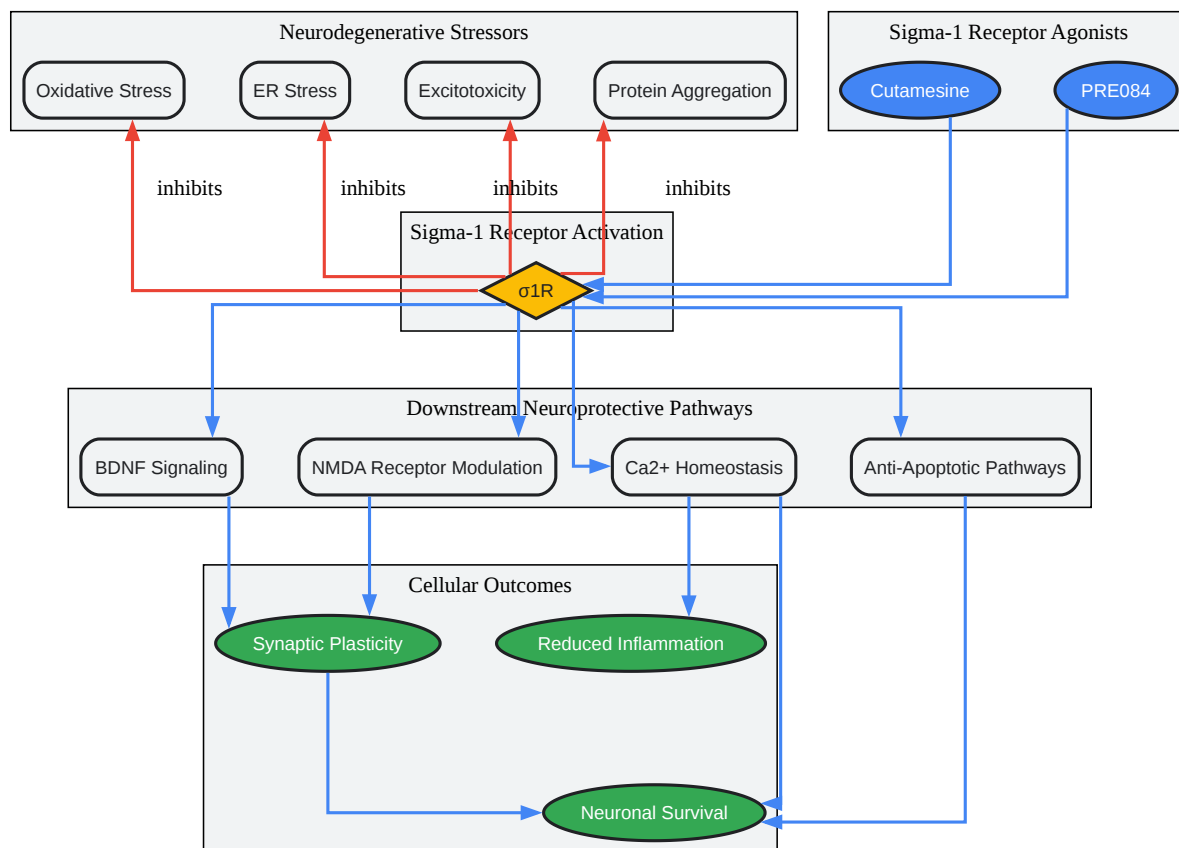 Neurodegenerative Stressors
Sigma-1 Receptor Agonists
Oxidative Stress
ER Stress
Excitotoxicity
Protein Aggregation
Cutamesine
PRE084
inhibits
inhibits
inhibits
inhibits
Sigma-1 Receptor Activation
σ1R
Downstream Neuroprotective Pathways
BDNF Signaling
NMDA Receptor Modulation
Ca2+ Homeostasis
Anti-Apoptotic Pathways
Cellular Outcomes
Synaptic Plasticity
Reduced Inflammation
Neuronal Survival